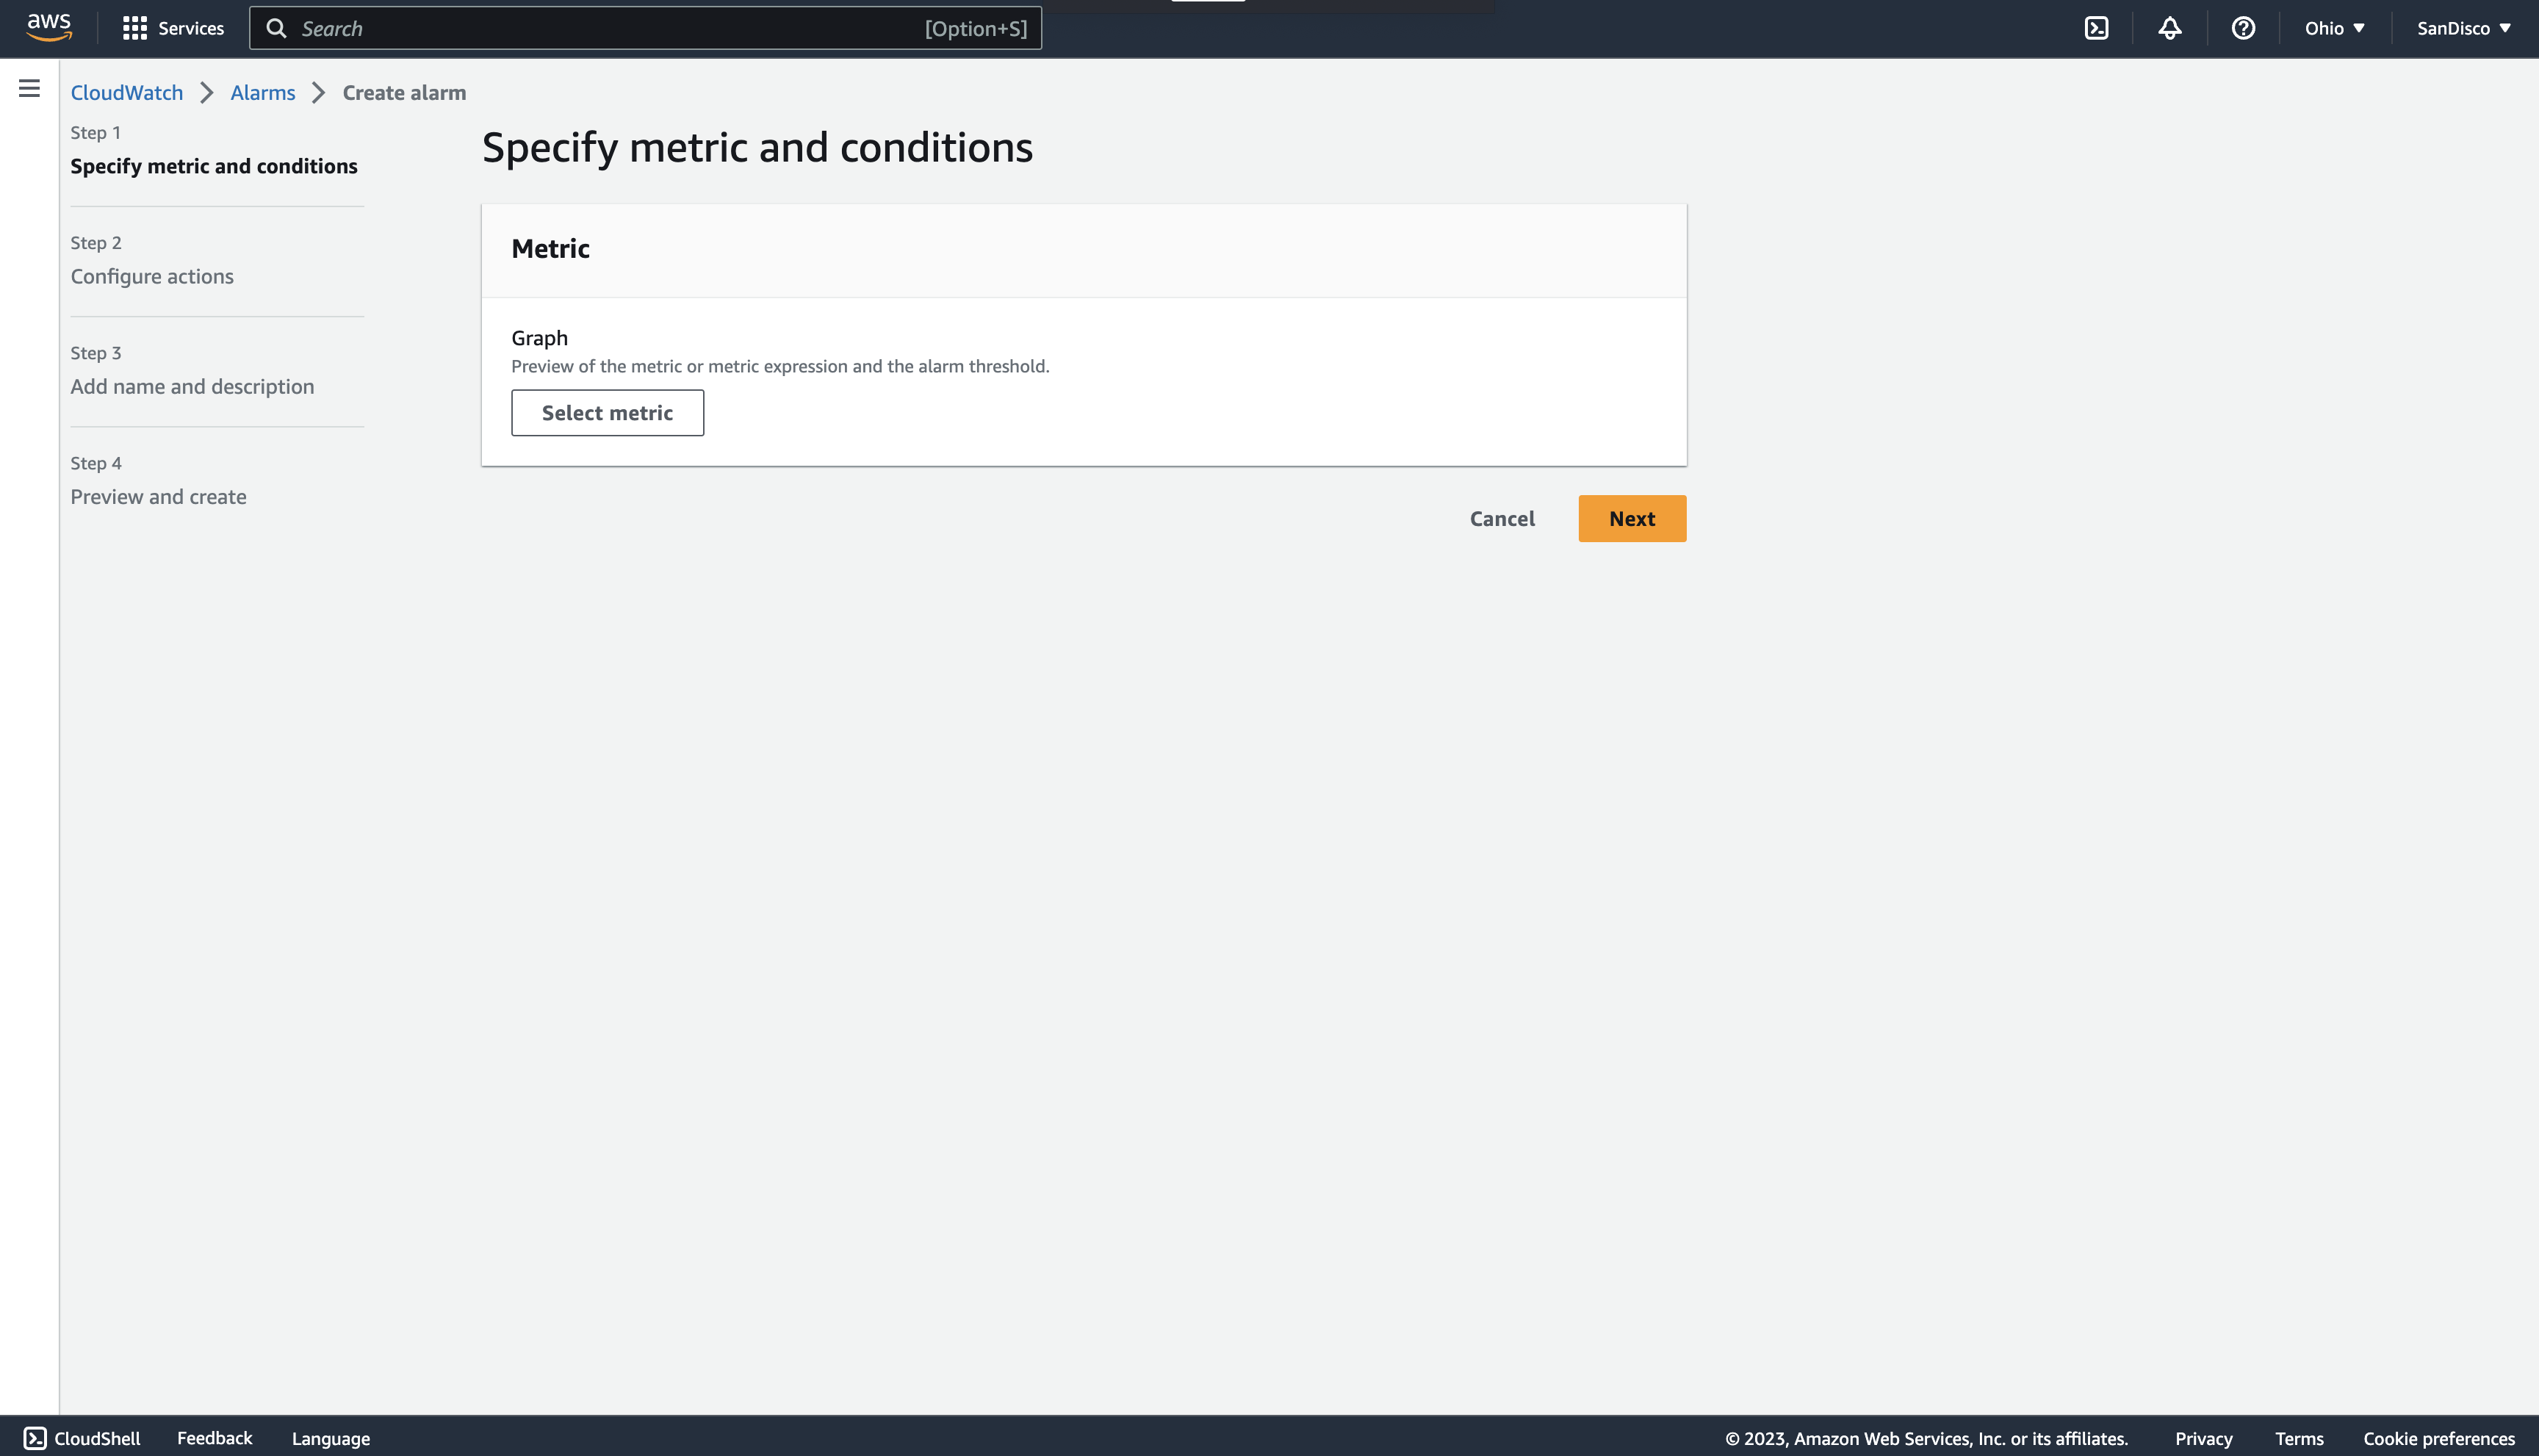 aws Services Search [Option+S] Ohio SanDisco
CloudWatch Alarms Create alarm
Step 1
Specify metric and conditions
Step 2
Configure actions
Step 3
Add name and description
Step 4
Preview and create
Specify metric and conditions
Metric
Graph
Preview of the metric or metric expression and the alarm threshold.
Select metric
Cancel Next
CloudShell Feedback Language © 2023, Amazon Web Services, Inc. or its affiliates. Privacy Terms Cookie preferences